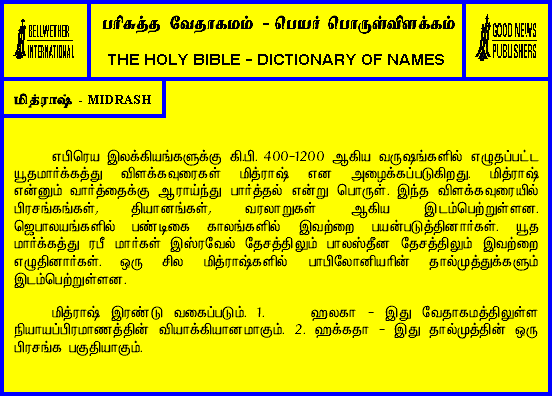 BELLWETHER
INTERNATIONAL
பரிசுத்த வேதாகமம் - பெயர் பொருள்விளக்கம்
THE HOLY BIBLE - DICTIONARY OF NAMES
GOOD NEWS
PUBLISHERS
மித்ராஷ் - MIDRASH
எபிரெய இலக்கியங்களுக்கு கி.பி. 400-1200 ஆகிய வருஷங்களில் எழுதப்பட்ட
யூதமார்க்கத்து விளக்கவுரைகள் மித்ராஷ் என அழைக்கப்படுகிறது. மித்ராஷ்
என்னும் வார்த்தைக்கு ஆராய்ந்து பார்த்தல் என்று பொருள். இந்த விளக்கவுரையில்
பிரசங்கங்கள், தியானங்கள், வரலாறுகள் ஆகிய இடம்பெற்றுள்ளன.
ஜெபாலயங்களில் பண்டிகை காலங்களில் இவற்றை பயன்படுத்தினார்கள். யூத
மார்க்கத்து ரபீ மார்கள் இஸ்ரவேல் தேசத்திலும் பாலஸ்தீன தேசத்திலும் இவற்றை
எழுதினார்கள். ஒரு சில மித்ராஷ்களில் பாபிலோனியரின் தால்முத்துக்களும்
இடம்பெற்றுள்ளன.
மித்ராஷ் இரண்டு வகைப்படும். 1. ஹலகா - இது வேதாகமத்திலுள்ள
நியாயப்பிரமாணத்தின் வியாக்கியானமாகும். 2. ஹக்கதா - இது தால்முத்தின் ஒரு
பிரசங்க பகுதியாகும்.